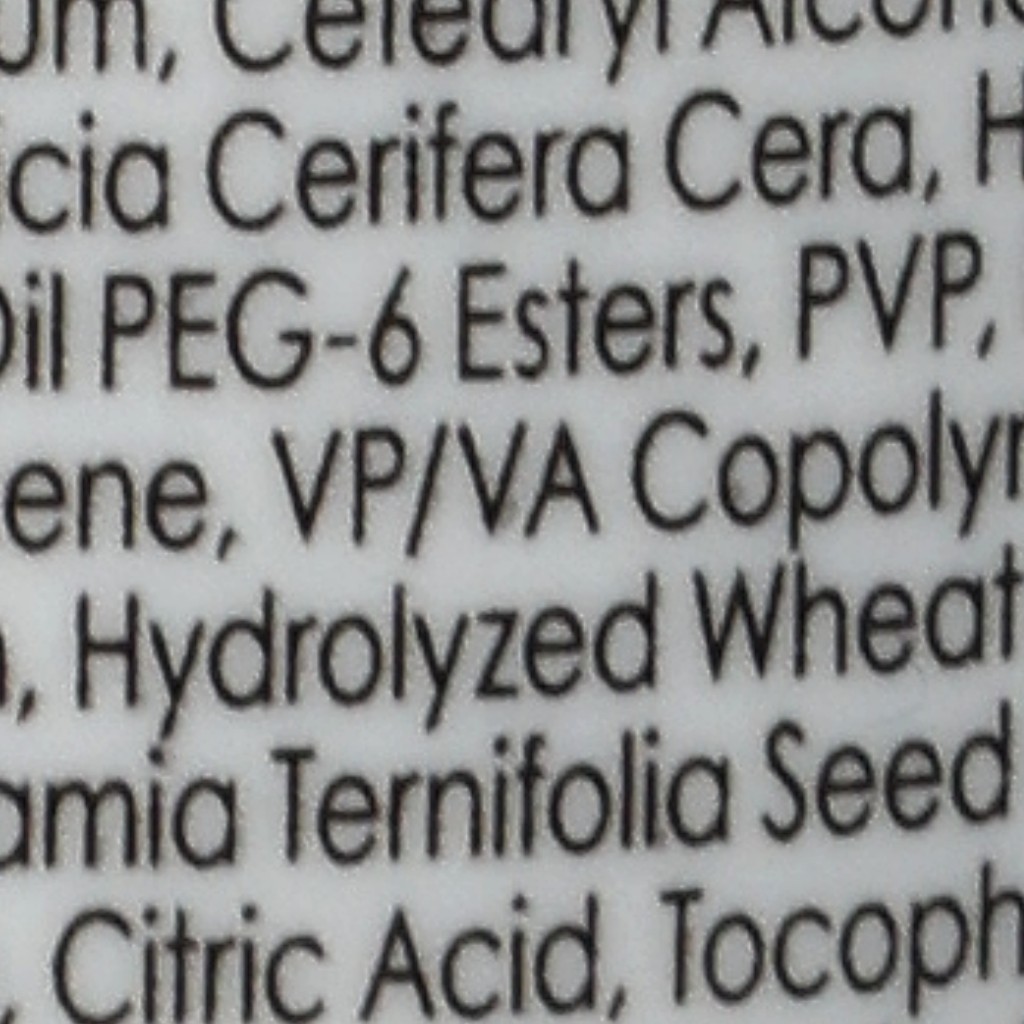 um, Cetearyl Alcoh
icia Cerifera Cera, H
Oil PEG-6 Esters, PVP,
ene, VP/VA Copolym
, Hydrolyzed Wheat
amia Ternifolia Seed
, Citric Acid, Tocoph